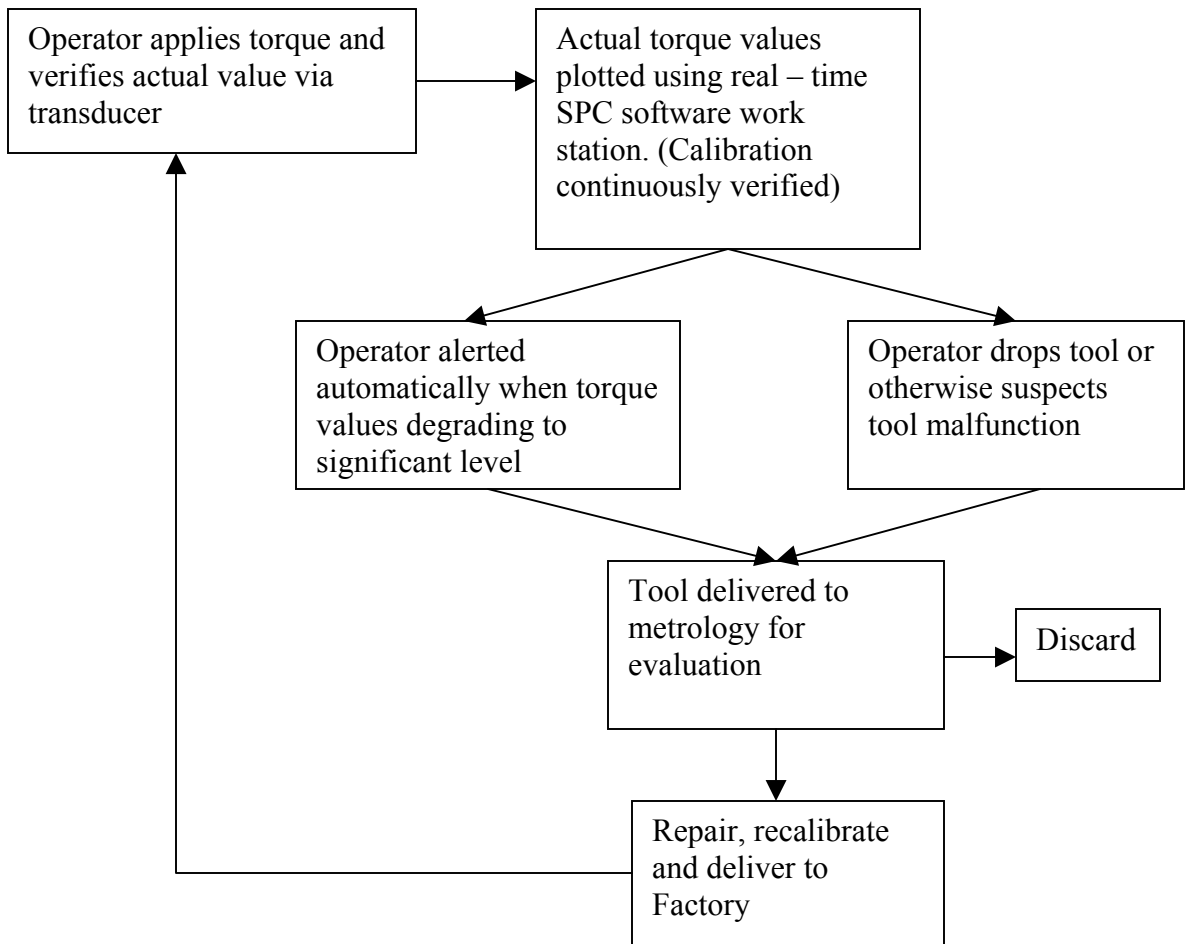 Operator applies torque and
verifies actual value via
transducer
Actual torque values
plotted using real – time
SPC software work
station. (Calibration
continuously verified)
Operator alerted
automatically when torque
values degrading to
significant level
Operator drops tool or
otherwise suspects
tool malfunction
Tool delivered to
metrology for
evaluation
Discard
Repair, recalibrate
and deliver to
Factory